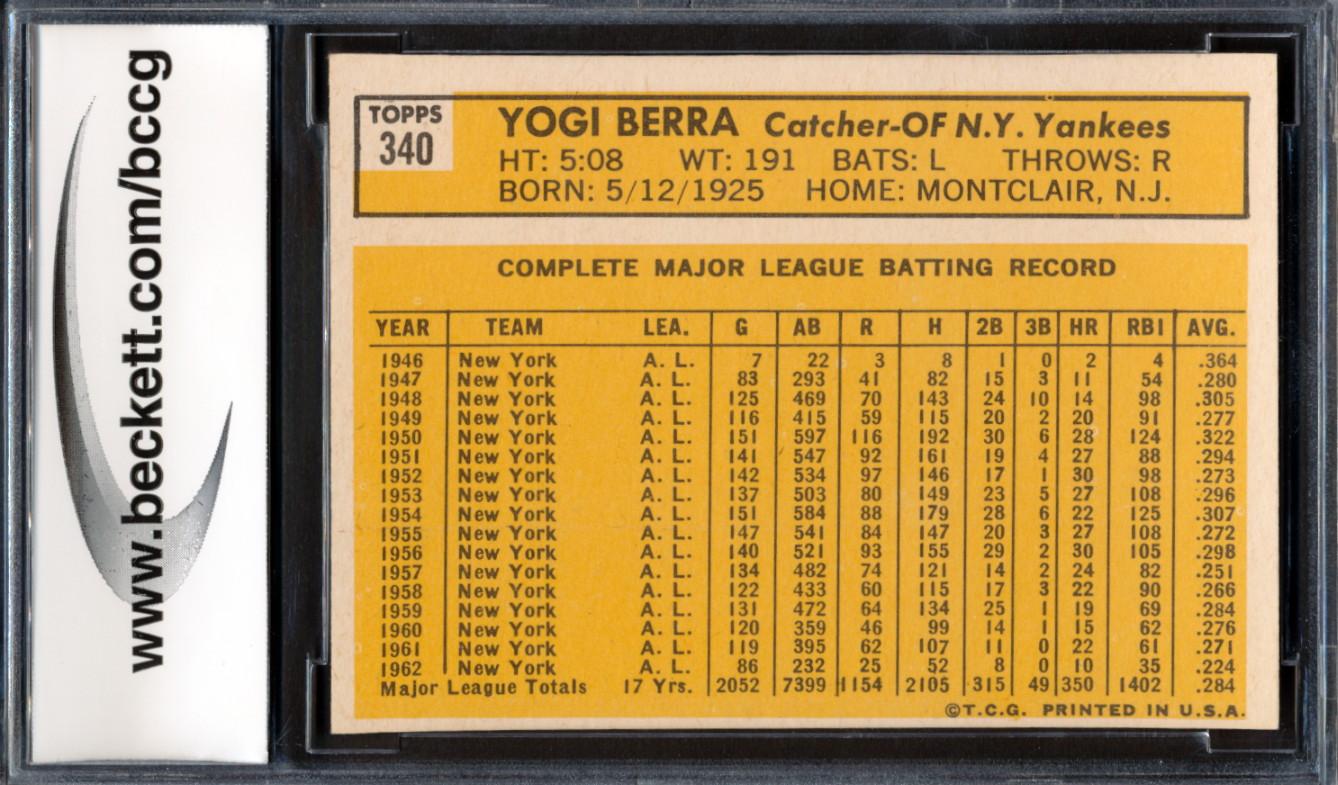 www.beckett.com/bccg
TOPPS
340
YOGI BERRA Catcher-OF N.Y. Yankees
HT: 5:08 WT: 191 BATS: L THROWS: R
BORN: 5/12/1925 HOME: MONTCLAIR, N.J.
COMPLETE MAJOR LEAGUE BATTING RECORD
YEAR TEAM LEA. G AB R H 2B 3B HR RBI AVG.
1946 New York A. L. 7 22 3 8 1 0 2 4 .364
1947 New York A. L. 83 293 41 82 15 3 11 54 .280
1948 New York A. L. 125 469 70 143 24 10 14 98 .305
1949 New York A. L. 116 415 59 115 20 2 20 91 .277
1950 New York A. L. 151 597 116 192 30 6 28 124 .322
1951 New York A. L. 141 547 92 161 19 4 27 88 .294
1952 New York A. L. 142 534 97 146 17 1 30 98 .273
1953 New York A. L. 137 503 80 149 23 5 27 108 .296
1954 New York A. L. 151 584 88 179 28 6 22 125 .307
1955 New York A. L. 147 541 84 147 20 3 27 108 .272
1956 New York A. L. 140 521 93 155 29 2 30 105 .298
1957 New York A. L. 134 482 74 121 14 2 24 82 .251
1958 New York A. L. 122 433 60 115 17 3 22 90 .266
1959 New York A. L. 131 472 64 134 25 1 19 69 .284
1960 New York A. L. 120 359 46 99 14 1 15 62 .276
1961 New York A. L. 119 395 62 107 11 0 22 61 .271
1962 New York A. L. 86 232 25 52 8 0 10 35 .224
Major League Totals 17 Yrs. 2052 7399 1154 2105 315 49 350 1402 .284
©T.C.G. PRINTED IN U.S.A.